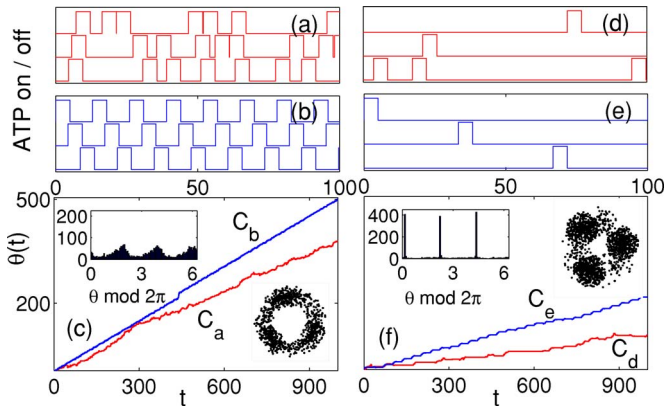 (a)
(d)
ATP on / off
(b)
(e)
0 50 100
0 50 100
500
200
θ(t)
200
100
0
0 3 6
θ mod 2π
C_b
C_a
(c)
0 300 600 900
t
400
200
0
0 3 6
θ mod 2π
C_e
C_d
(f)
0 300 600 900
t